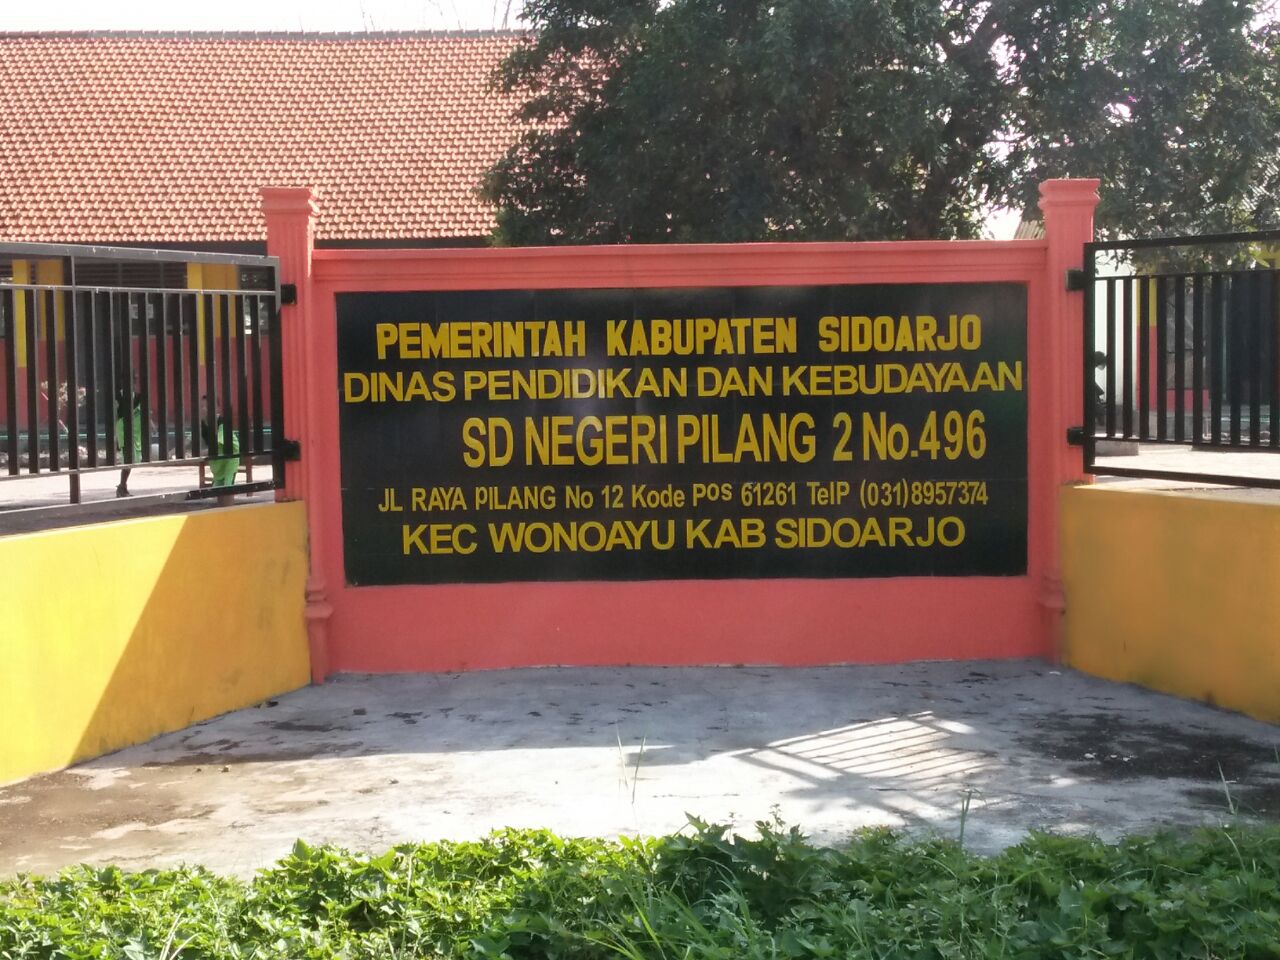 PEMERINTAH KABUPATEN SIDOARJO
DINAS PENDIDIKAN DAN KEBUDAYAAN
SD NEGERI PILANG 2 No.496
JL RAYA PILANG No 12 Kode Pos 61261 TelP (031)8957374
KEC WONOAYU KAB SIDOARJO